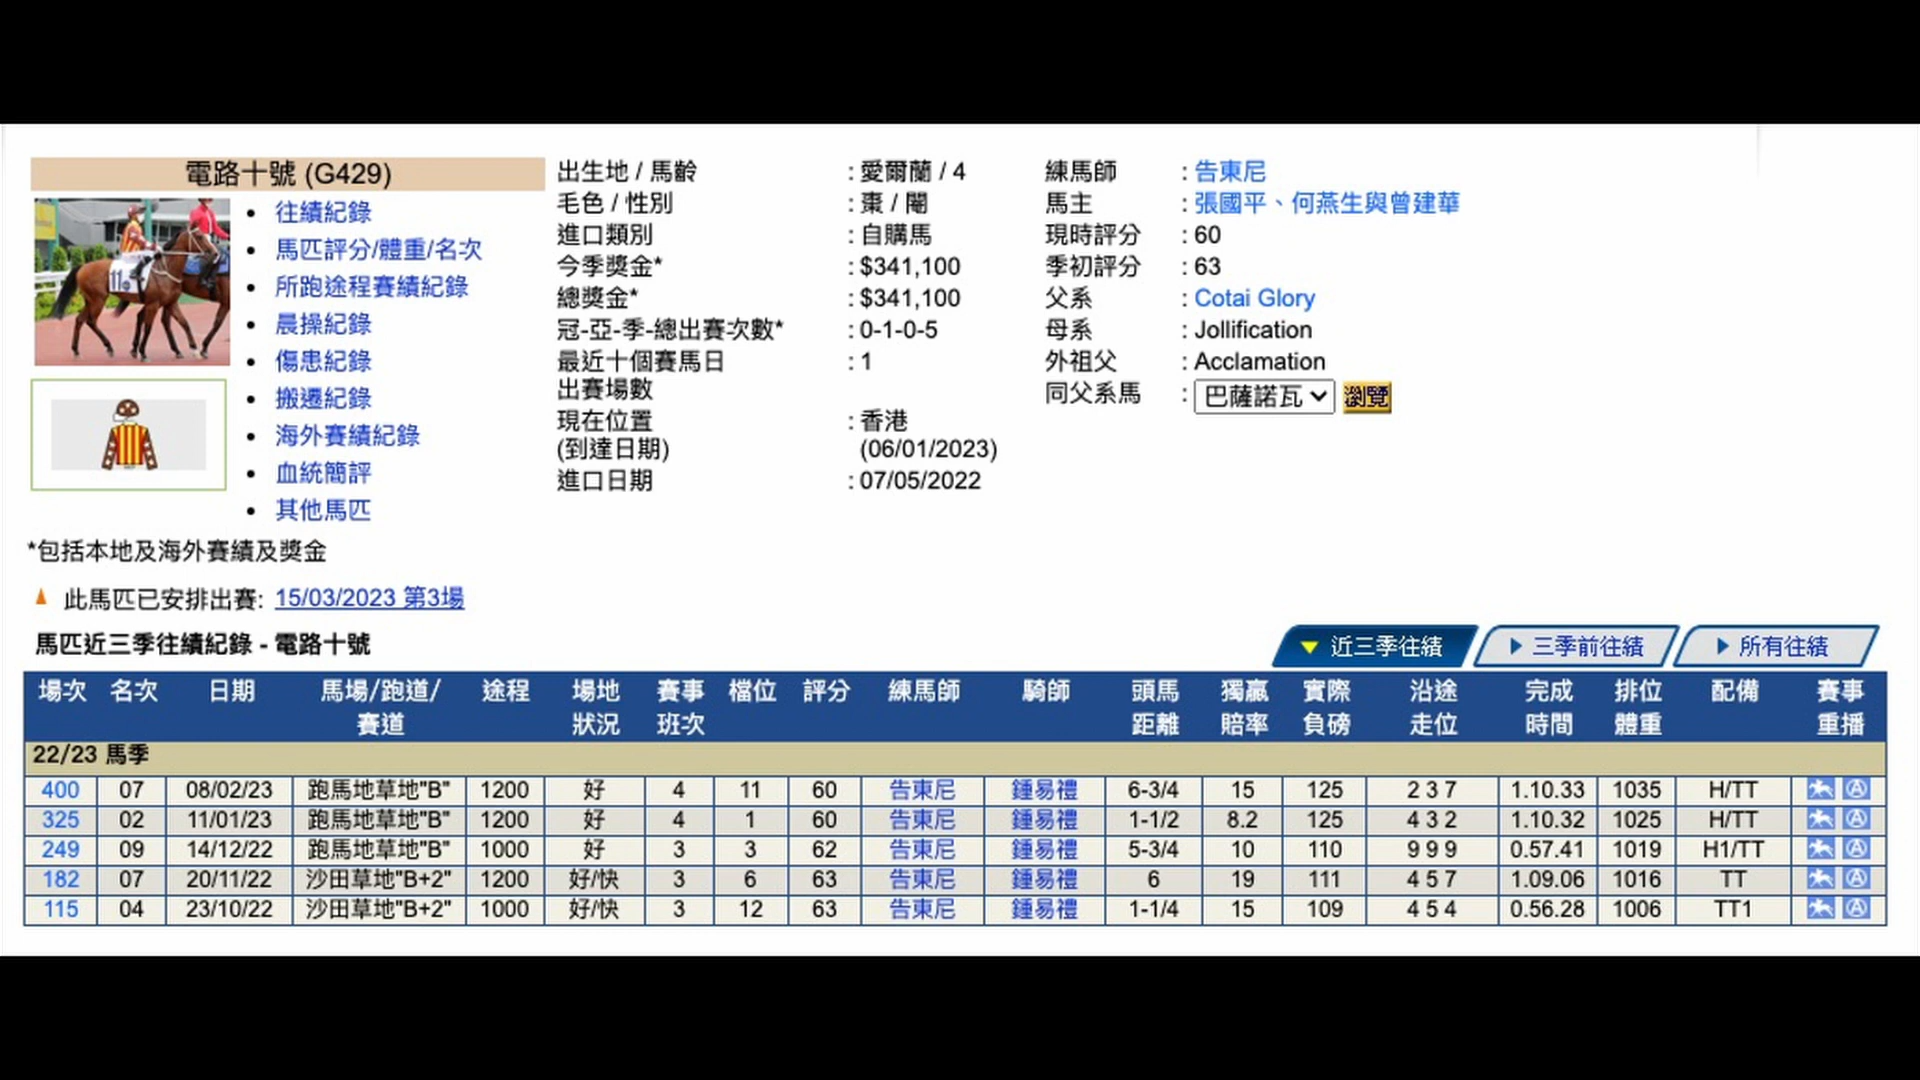 電路十號 (G429)
往績紀錄
馬匹評分/體重/名次
所跑途程賽績紀錄
晨操紀錄
傷患紀錄
搬遷紀錄
海外賽績紀錄
血統簡評
其他馬匹
出生地 / 馬齡 : 愛爾蘭 / 4
毛色 / 性別 : 棗 / 閹
進口類別 : 自購馬
今季獎金* : $341,100
總獎金* : $341,100
冠-亞-季-總出賽次數* : 0-1-0-5
最近十個賽馬日 : 1
出賽場數
現在位置 : 香港
(到達日期) (06/01/2023)
進口日期 : 07/05/2022
練馬師 : 告東尼
馬主 : 張國平、何燕生與曾建華
現時評分 : 60
季初評分 : 63
父系 : Cotai Glory
母系 : Jollification
外祖父 : Acclamation
同父系馬 : 巴薩諾瓦 瀏覽
*包括本地及海外賽績及獎金
此馬匹已安排出賽: 15/03/2023 第3場
馬匹近三季往績紀錄 - 電路十號
近三季往績 三季前往績 所有往績
場次 名次 日期 馬場/跑道/ 途程 場地 賽事 檔位 評分 練馬師 騎師 頭馬 獨贏 實際 沿途 完成 排位 配備 賽事
賽道 狀況 班次 距離 賠率 負磅 走位 時間 體重 重播
22/23 馬季
400 07 08/02/23 跑馬地草地"B" 1200 好 4 11 60 告東尼 鍾易禮 6-3/4 15 125 2 3 7 1.10.33 1035 H/TT
325 02 11/01/23 跑馬地草地"B" 1200 好 4 1 60 告東尼 鍾易禮 1-1/2 8.2 125 4 3 2 1.10.32 1025 H/TT
249 09 14/12/22 跑馬地草地"B" 1000 好 3 3 62 告東尼 鍾易禮 5-3/4 10 110 9 9 9 0.57.41 1019 H1/TT
182 07 20/11/22 沙田草地"B+2" 1200 好/快 3 6 63 告東尼 鍾易禮 6 19 111 4 5 7 1.09.06 1016 TT
115 04 23/10/22 沙田草地"B+2" 1000 好/快 3 12 63 告東尼 鍾易禮 1-1/4 15 109 4 5 4 0.56.28 1006 TT1